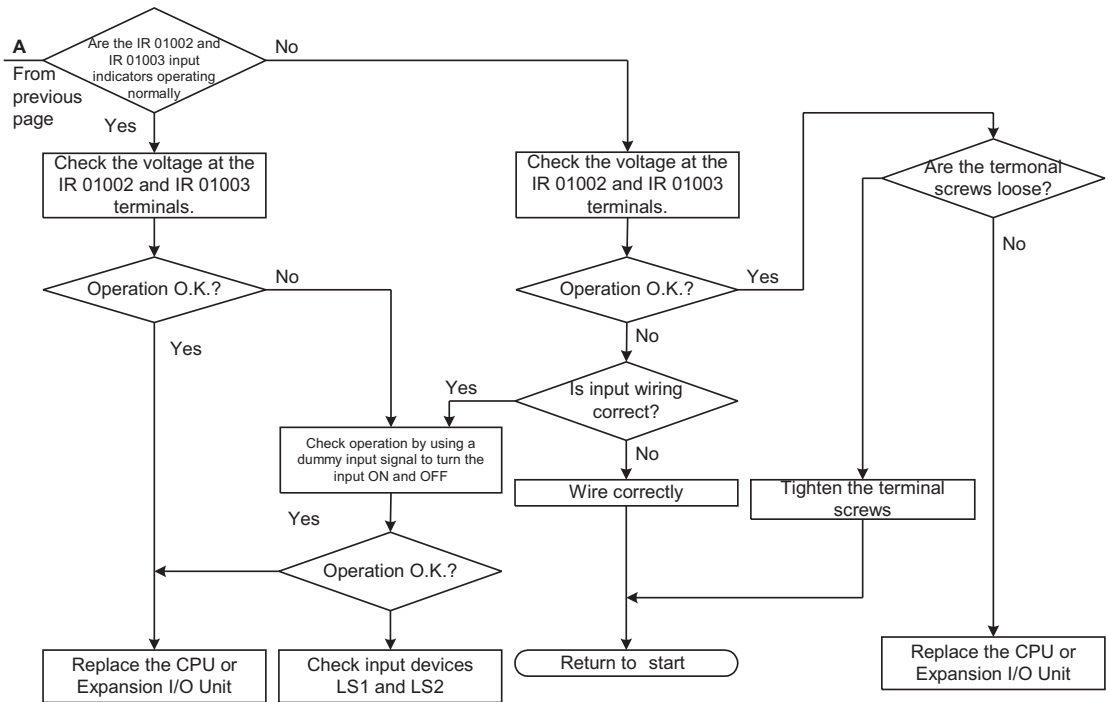 A
From
previous
page
Are the IR 01002 and
IR 01003 input
indicators operating
normally
No
Yes
Check the voltage at the
IR 01002 and IR 01003
terminals.
Check the voltage at the
IR 01002 and IR 01003
terminals.
Are the termonal
screws loose?
No
Operation O.K.?
No
Yes
Operation O.K.?
Yes
No
Is input wiring
correct?
Yes
No
Check operation by using a
dummy input signal to turn the
input ON and OFF
Wire correctly
Tighten the terminal
screws
Yes
Operation O.K.?
Replace the CPU or
Expansion I/O Unit
Check input devices
LS1 and LS2
Return to start
Replace the CPU or
Expansion I/O Unit